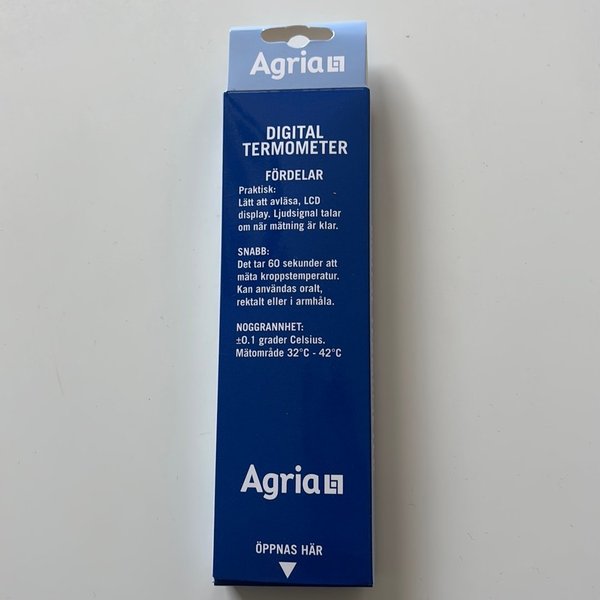 Agria
DIGITAL
TERMOMETER
FÖRDELAR
Praktisk:
Lätt att avläsa, LCD
display. Ljudsignal talar
om när mätning är klar.
SNABB:
Det tar 60 sekunder att
mäta kroppstemperatur.
Kan användas oralt,
rektalt eller i armhåla.
NOGGRANNHET:
±0.1 grader Celsius.
Mätområde 32°C - 42°C
Agria
ÖPPNAS HÄR